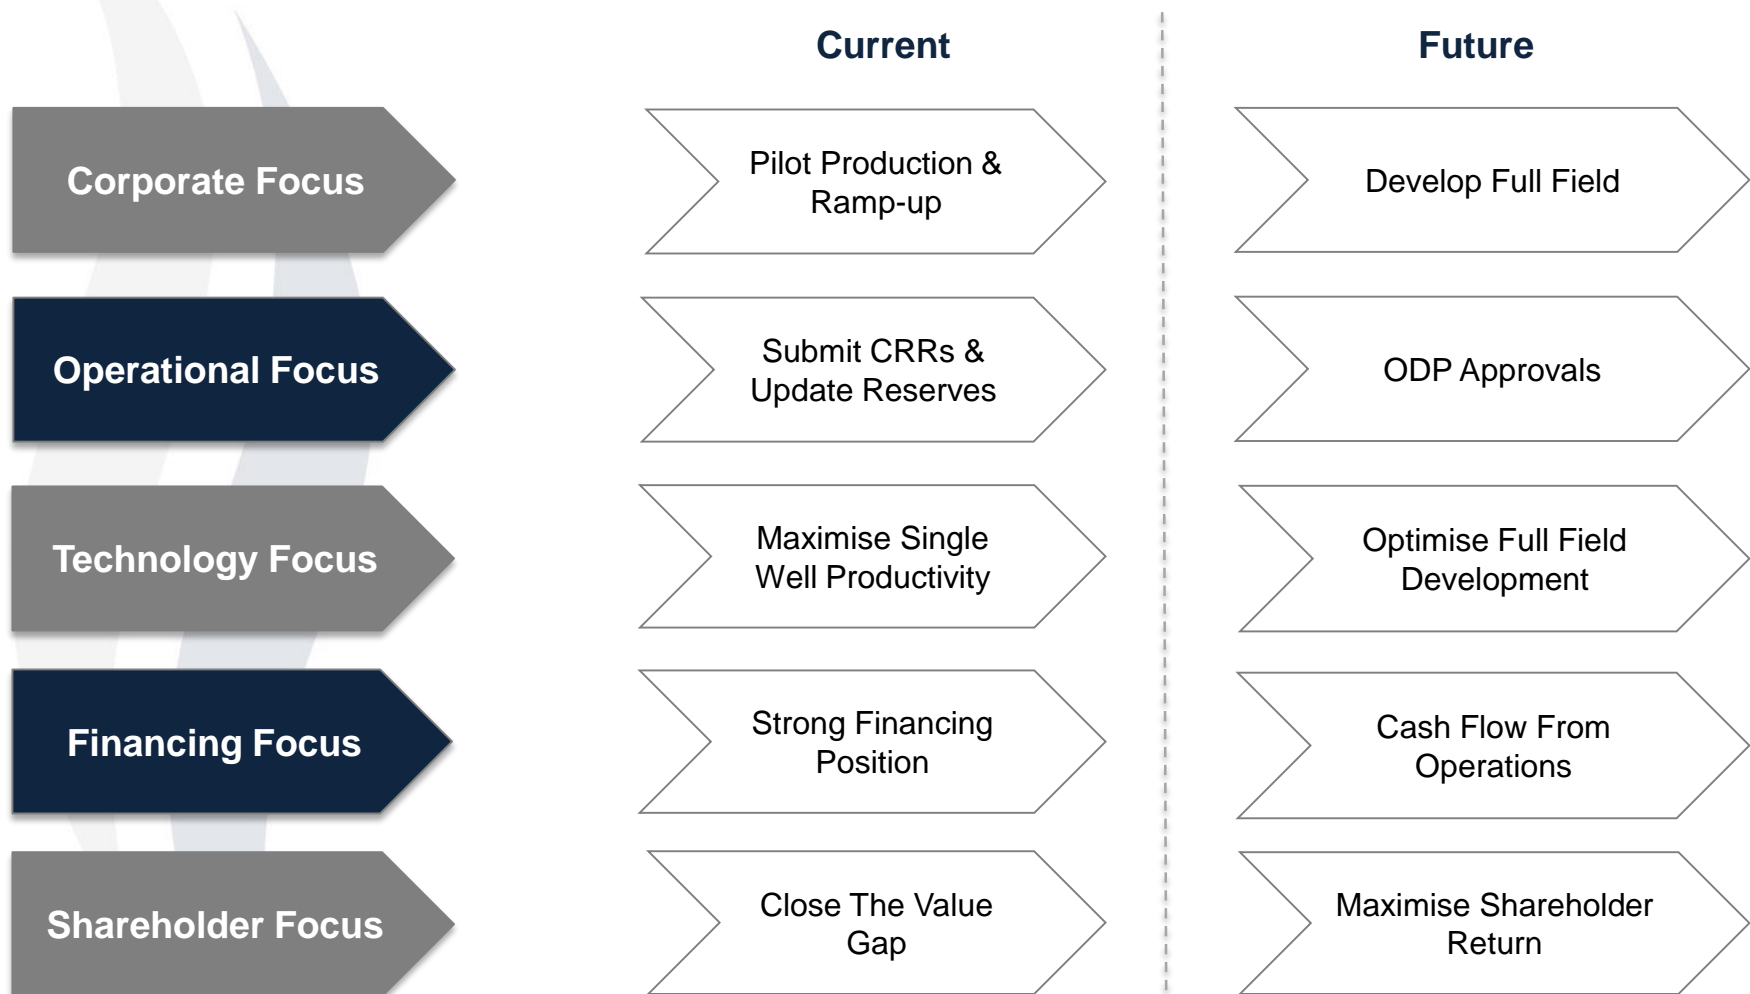 Current
Future
Corporate Focus
Pilot Production &
Ramp-up
Develop Full Field
Operational Focus
Submit CRRs &
Update Reserves
ODP Approvals
Technology Focus
Maximise Single
Well Productivity
Optimise Full Field
Development
Financing Focus
Strong Financing
Position
Cash Flow From
Operations
Shareholder Focus
Close The Value
Gap
Maximise Shareholder
Return